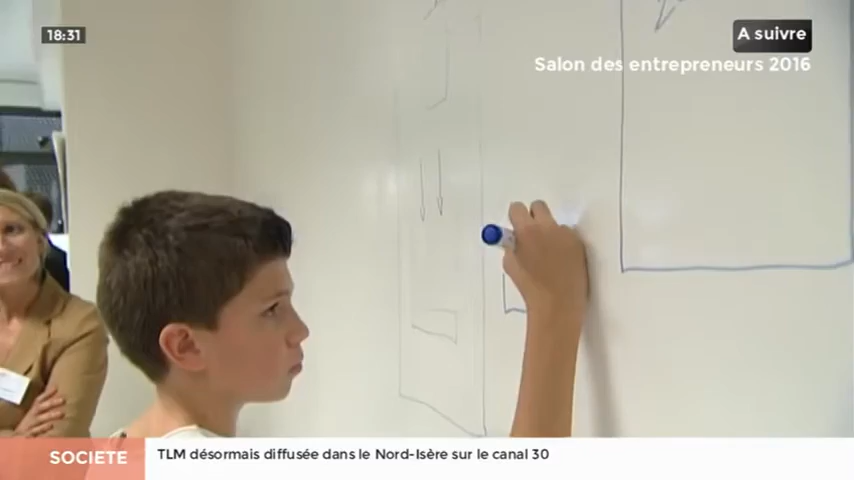 18:31
A suivre
Salon des entrepreneurs 2016
SOCIETE
TLM désormais diffusée dans le Nord-Isère sur le canal 30